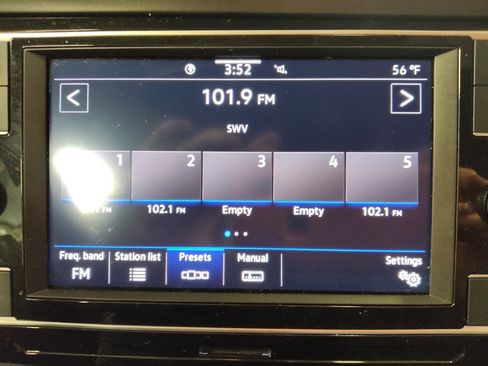 3:52 56 °F
< 101.9 FM >
SWV
1 2 3 4 5
102.1 FM Empty Empty 102.1 FM
Freq. band Station list Presets Manual Settings
FM